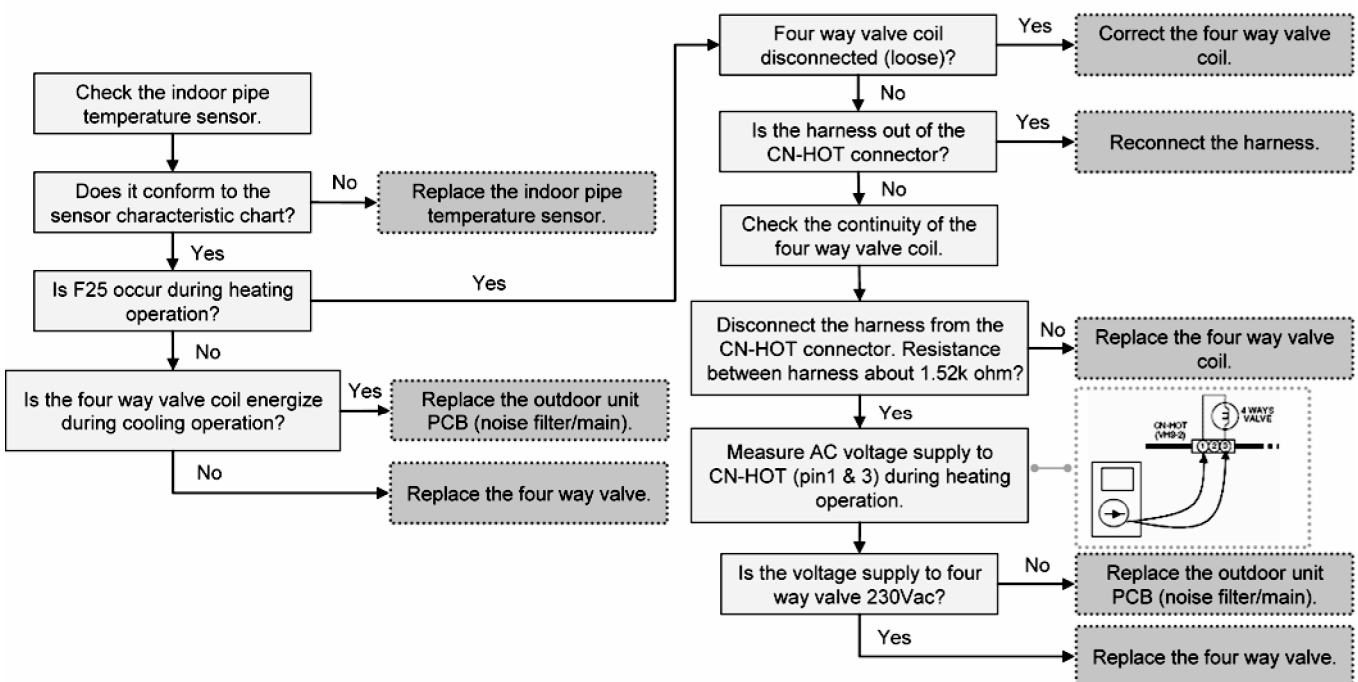 Check the indoor pipe
temperature sensor.
Does it conform to the
sensor characteristic chart?
No
Replace the indoor pipe
temperature sensor.
Yes
Is F25 occur during heating
operation?
Yes
No
Is the four way valve coil energize
during cooling operation?
Yes
Replace the outdoor unit
PCB (noise filter/main).
No
Replace the four way valve.
Four way valve coil
disconnected (loose)?
Yes
Correct the four way valve
coil.
No
Is the harness out of the
CN-HOT connector?
Yes
Reconnect the harness.
No
Check the continuity of the
four way valve coil.
Disconnect the harness from the
CN-HOT connector. Resistance
between harness about 1.52k ohm?
No
Replace the four way valve
coil.
Yes
Measure AC voltage supply to
CN-HOT (pin1 & 3) during heating
operation.
4 WAYS
VALVE
CN-HOT
(VM9-2)
1 2 3
Is the voltage supply to four
way valve 230Vac?
No
Replace the outdoor unit
PCB (noise filter/main).
Yes
Replace the four way valve.